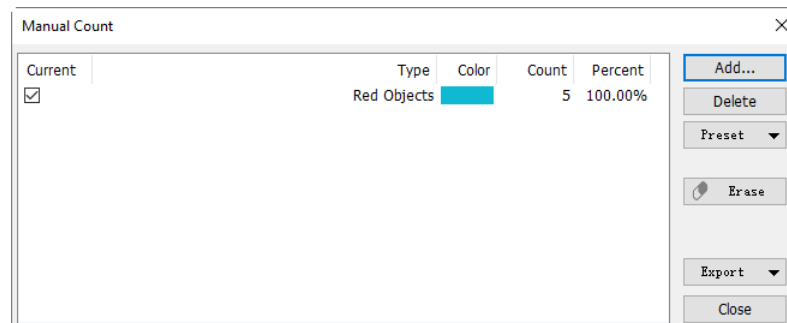 Manual Count
Current Type Color Count Percent
Red Objects 5 100.00%
Add...
Delete
Preset
Erase
Export
Close